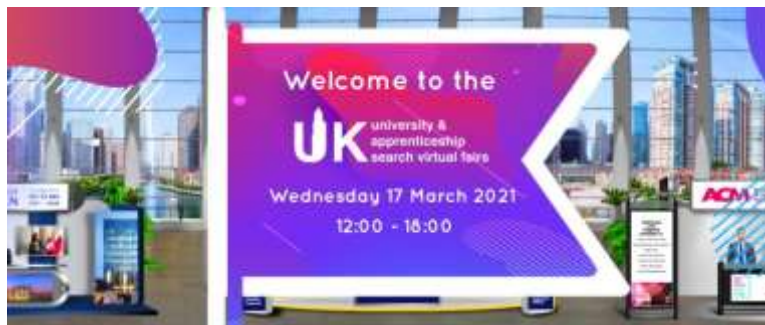 Welcome to the
UK university &
apprenticeship
search virtual fairs
Wednesday 17 March 2021
12:00 - 18:00
ACM